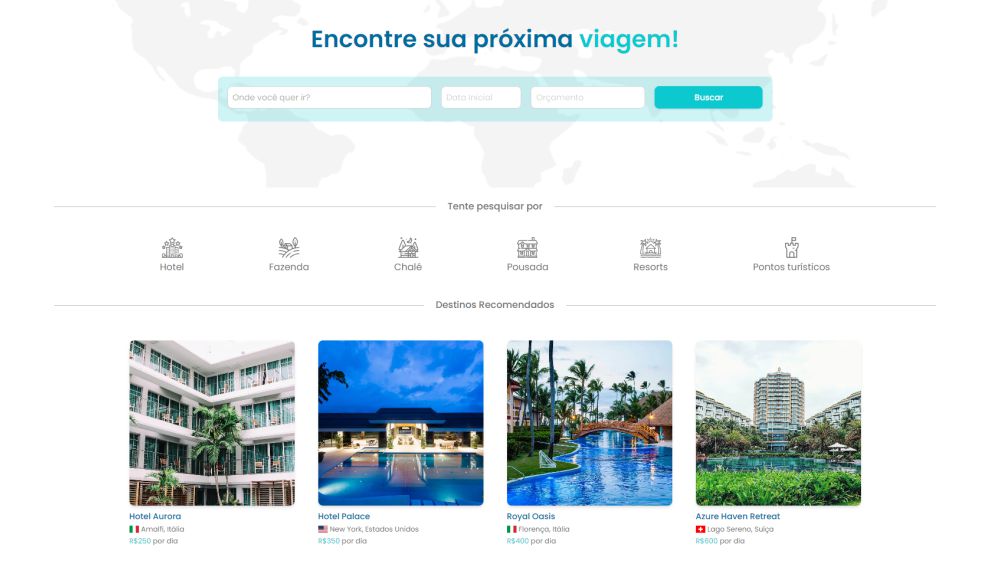 Encontre sua próxima viagem!
Onde você quer ir?
Data Inicial
Orçamento
Buscar
Tente pesquisar por
Hotel
Fazenda
Chalé
Pousada
Resorts
Pontos turísticos
Destinos Recomendados
Hotel Aurora
Amalfi, Itália
R$250 por dia
Hotel Palace
New York, Estados Unidos
R$350 por dia
Royal Oasis
Florença, Itália
R$400 por dia
Azure Haven Retreat
Lago Sereno, Suíça
R$600 por dia